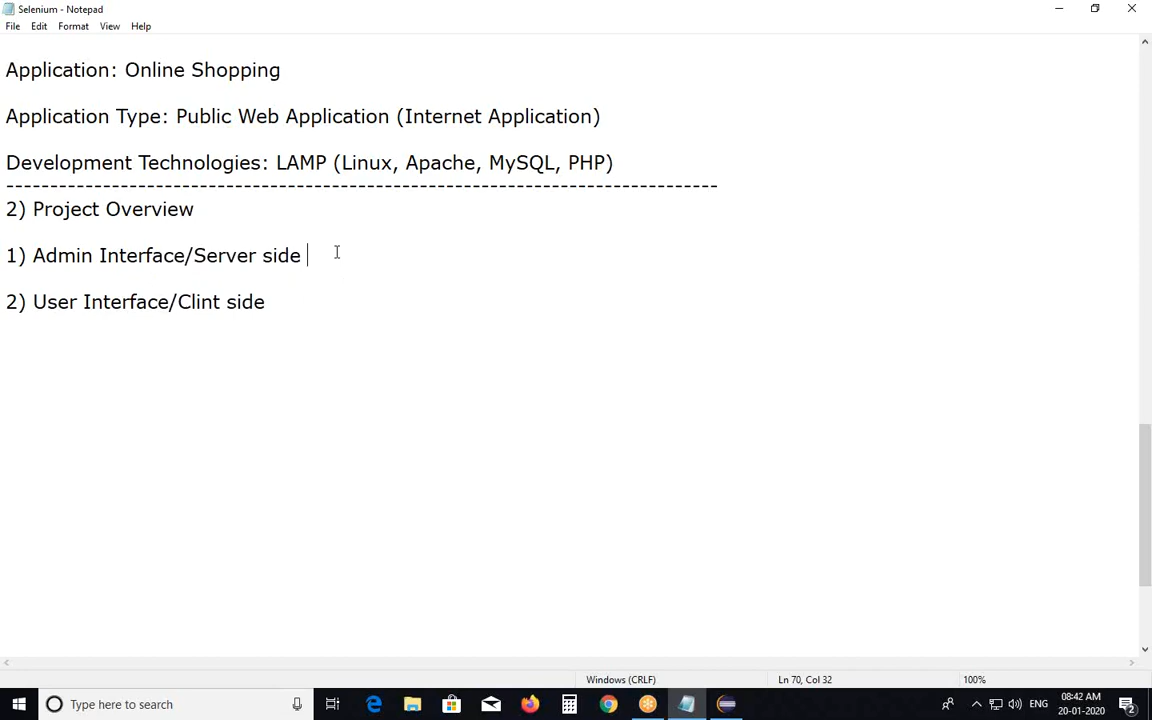 Selenium - Notepad
File Edit Format View Help
Application: Online Shopping
Application Type: Public Web Application (Internet Application)
Development Technologies: LAMP (Linux, Apache, MySQL, PHP)
---------------------------------------------------------------------------------
2) Project Overview
1) Admin Interface/Server side
2) User Interface/Clint side
Windows (CRLF) Ln 70, Col 32 100%
Type here to search
ENG
08:42 AM
20-01-2020
2